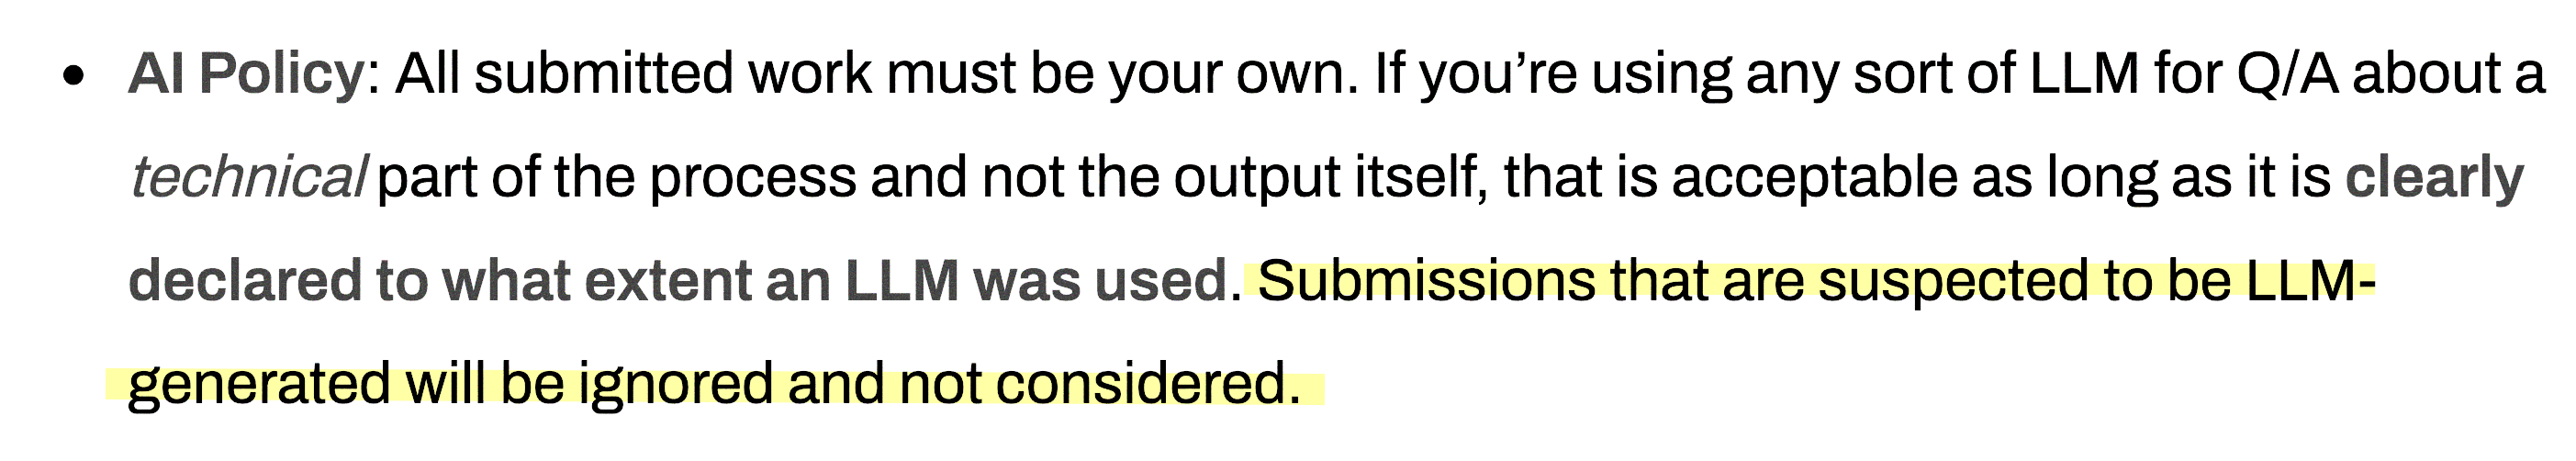 • AI Policy: All submitted work must be your own. If you’re using any sort of LLM for Q/A about a
technical part of the process and not the output itself, that is acceptable as long as it is clearly
declared to what extent an LLM was used. Submissions that are suspected to be LLM-
generated will be ignored and not considered.